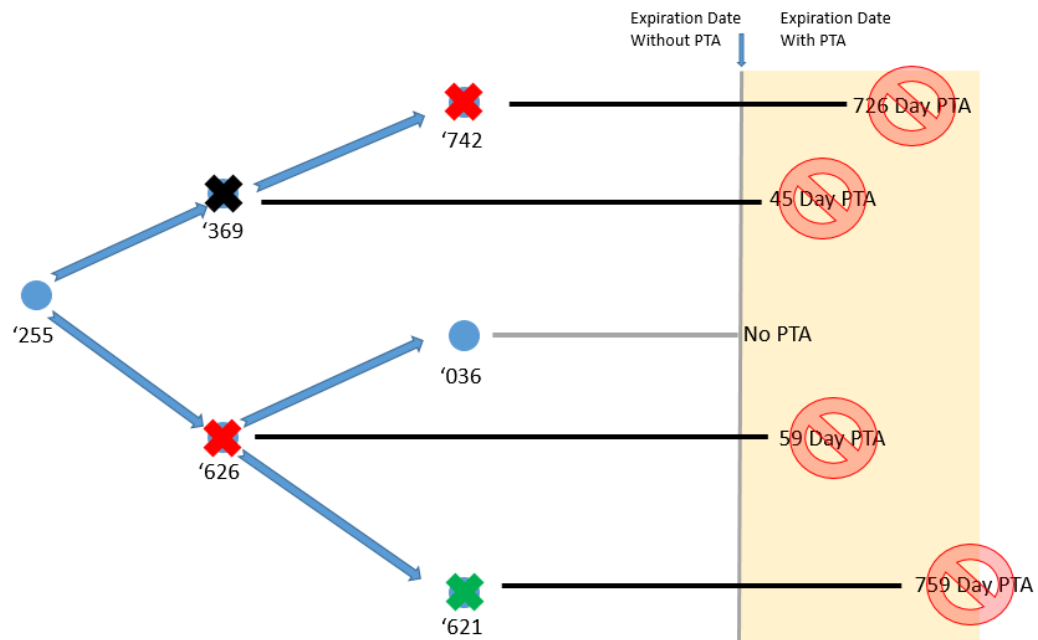 Expiration Date
Without PTA
Expiration Date
With PTA
726 Day PTA
‘742
45 Day PTA
‘369
‘255
No PTA
‘036
59 Day PTA
‘626
759 Day PTA
‘621